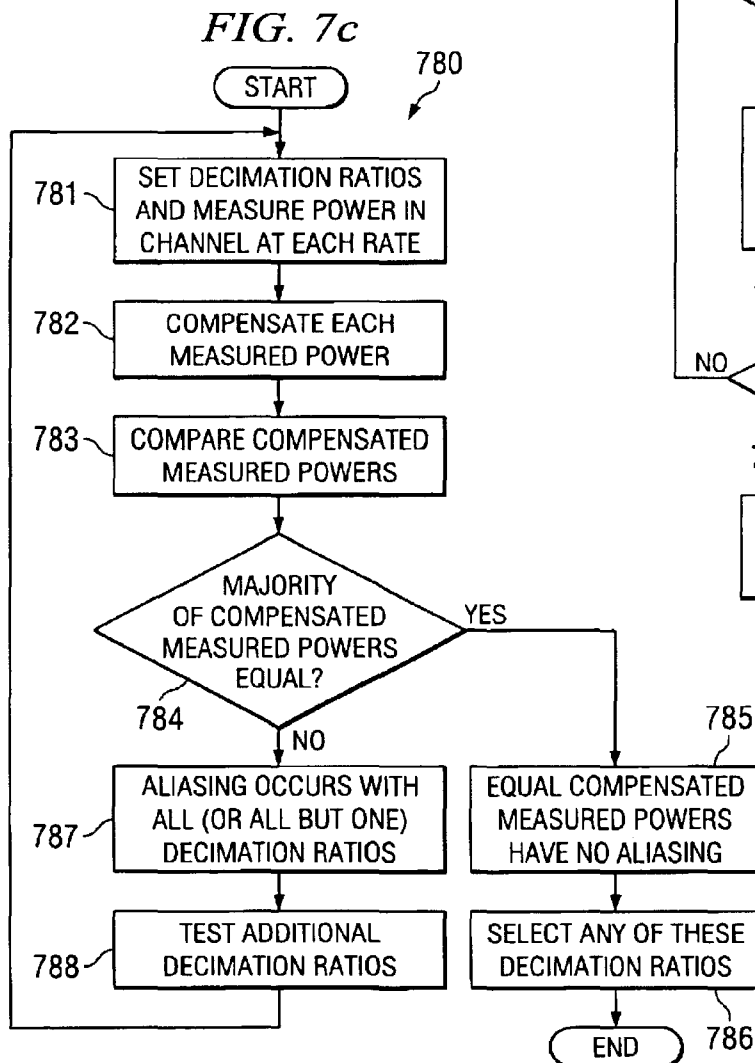 FIG. 7c
780
START
781
SET DECIMATION RATIOS
AND MEASURE POWER IN
CHANNEL AT EACH RATE
782
COMPENSATE EACH
MEASURED POWER
783
COMPARE COMPENSATED
MEASURED POWERS
MAJORITY
OF COMPENSATED
MEASURED POWERS
EQUAL?
784
YES
NO
785
EQUAL COMPENSATED
MEASURED POWERS
HAVE NO ALIASING
787
ALIASING OCCURS WITH
ALL (OR ALL BUT ONE)
DECIMATION RATIOS
788
TEST ADDITIONAL
DECIMATION RATIOS
SELECT ANY OF THESE
DECIMATION RATIOS
786
END
NO